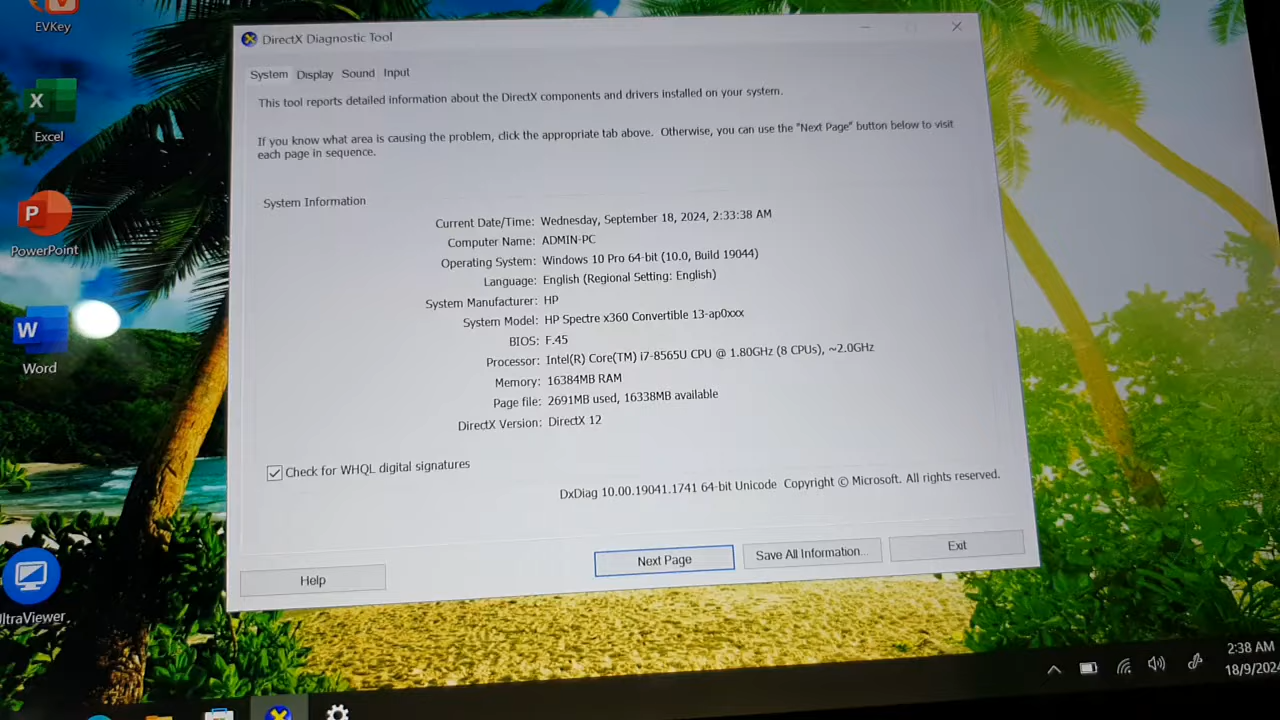 EVKey
Excel
PowerPoint
Word
UltraViewer
DirectX Diagnostic Tool
System Display Sound Input
This tool reports detailed information about the DirectX components and drivers installed on your system.
If you know what area is causing the problem, click the appropriate tab above. Otherwise, you can use the "Next Page" button below to visit
each page in sequence.
System Information
Current Date/Time: Wednesday, September 18, 2024, 2:33:38 AM
Computer Name: ADMIN-PC
Operating System: Windows 10 Pro 64-bit (10.0, Build 19044)
Language: English (Regional Setting: English)
System Manufacturer: HP
System Model: HP Spectre x360 Convertible 13-ap0xxx
BIOS: F.45
Processor: Intel(R) Core(TM) i7-8565U CPU @ 1.80GHz (8 CPUs), ~2.0GHz
Memory: 16384MB RAM
Page file: 2691MB used, 16338MB available
DirectX Version: DirectX 12
Check for WHQL digital signatures
DxDiag 10.00.19041.1741 64-bit Unicode Copyright © Microsoft. All rights reserved.
Help Next Page Save All Information... Exit
2:38 AM
18/9/2024